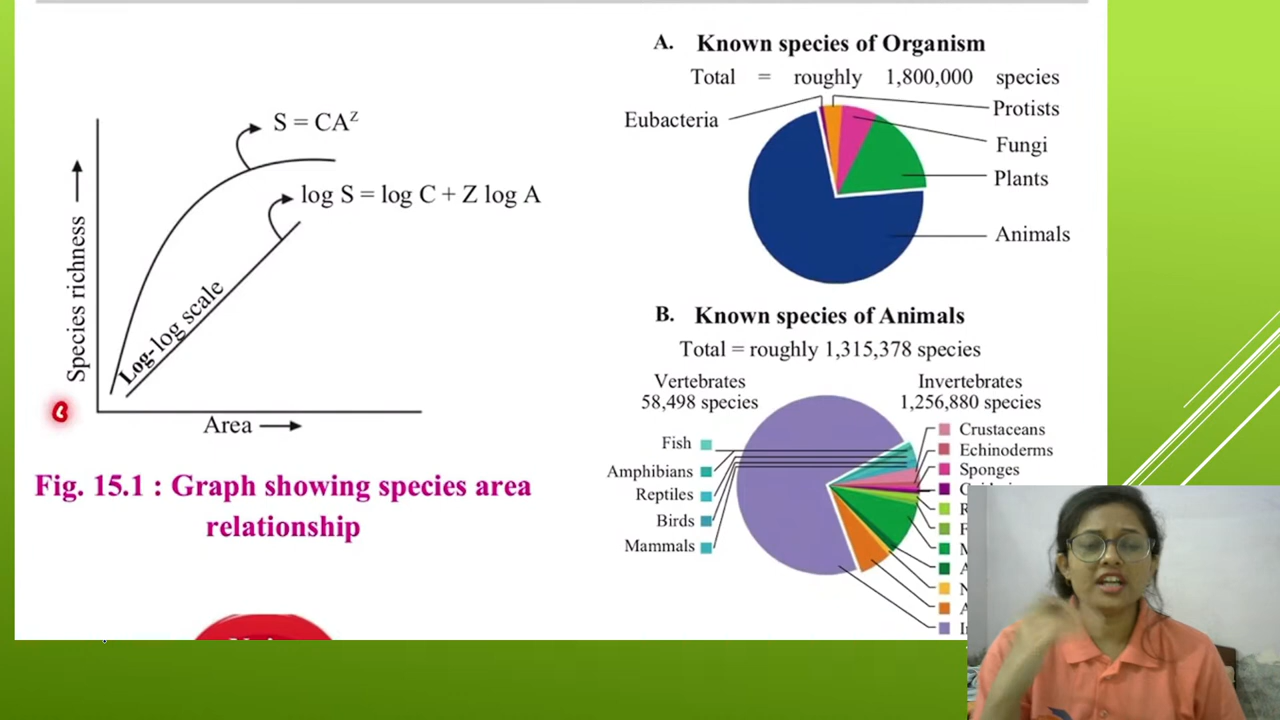 S = CA^Z
log S = log C + Z log A
Log-log scale
Species richness
Area
Fig. 15.1 : Graph showing species area
relationship
A. Known species of Organism
Total = roughly 1,800,000 species
Eubacteria
Protists
Fungi
Plants
Animals
B. Known species of Animals
Total = roughly 1,315,378 species
Vertebrates
58,498 species
Invertebrates
1,256,880 species
Fish
Amphibians
Reptiles
Birds
Mammals
Crustaceans
Echinoderms
Sponges